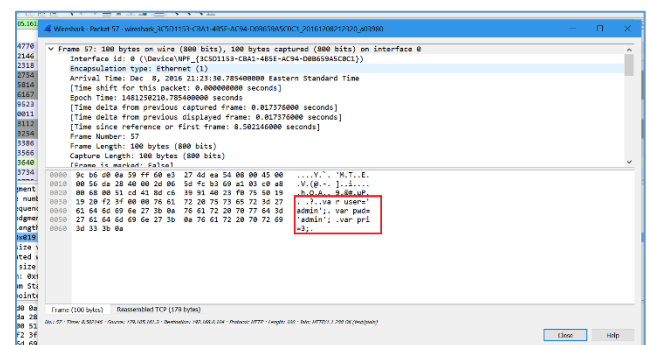 Wireshark · Packet 57 · wireshark_3C5D1153-CBA1-4B5E-AC94-D0B659A5C0C1_20161208212320_a03980
Frame 57: 100 bytes on wire (800 bits), 100 bytes captured (800 bits) on interface 0
Interface id: 0 (\Device\NPF_{3C5D1153-CBA1-4B5E-AC94-D0B659A5C0C1})
Encapsulation type: Ethernet (1)
Arrival Time: Dec 8, 2016 21:23:30.785400000 Eastern Standard Time
[Time shift for this packet: 0.000000000 seconds]
Epoch Time: 1481250210.785400000 seconds
[Time delta from previous captured frame: 0.017376000 seconds]
[Time delta from previous displayed frame: 0.017376000 seconds]
[Time since reference or first frame: 8.502146000 seconds]
Frame Number: 57
Frame Length: 100 bytes (800 bits)
Capture Length: 100 bytes (800 bits)
[Frame is marked: False]
0000 9c b6 d0 0a 59 ff 60 e3 27 4d ea 54 08 00 45 00 ....Y.`. 'M.T..E.
0010 00 56 da 28 40 00 2d 06 5d fc b3 69 a1 03 c0 a8 .V.(@.-. ]..i....
0020 00 68 00 51 cd 41 8d c6 39 91 40 23 f0 75 50 19 .h.Q.A.. 9.@#.uP.
0030 19 20 f2 3f 00 00 76 61 72 20 75 73 65 72 3d 27 . .?..va r user='
0040 61 64 6d 69 6e 27 3b 0a 76 61 72 20 70 77 64 3d admin';. var pwd=
0050 27 61 64 6d 69 6e 27 3b 0a 76 61 72 20 70 72 69 'admin'; .var pri
0060 3d 33 3b 0a =3;.
Frame (100 bytes) Reassembled TCP (179 bytes)
Close Help